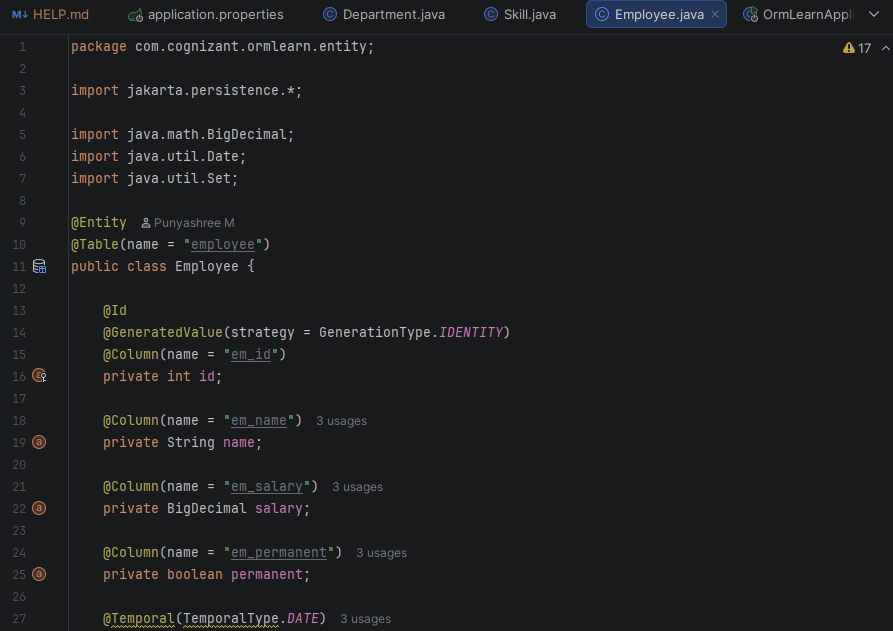 HELP.md application.properties Department.java Skill.java Employee.java OrmLearnAppl
1 package com.cognizant.ormlearn.entity; 17
2
3 import jakarta.persistence.*;
4
5 import java.math.BigDecimal;
6 import java.util.Date;
7 import java.util.Set;
8
9 @Entity Punyashree M
10 @Table(name = "employee")
11 public class Employee {
12
13 @Id
14 @GeneratedValue(strategy = GenerationType.IDENTITY)
15 @Column(name = "em_id")
16 private int id;
17
18 @Column(name = "em_name") 3 usages
19 private String name;
20
21 @Column(name = "em_salary") 3 usages
22 private BigDecimal salary;
23
24 @Column(name = "em_permanent") 3 usages
25 private boolean permanent;
26
27 @Temporal(TemporalType.DATE) 3 usages